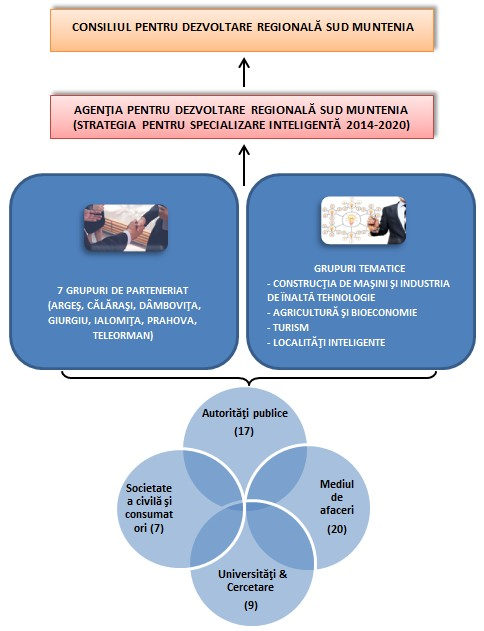 CONSILIUL PENTRU DEZVOLTARE REGIONALĂ SUD MUNTENIA
AGENŢIA PENTRU DEZVOLTARE REGIONALĂ SUD MUNTENIA
(STRATEGIA PENTRU SPECIALIZARE INTELIGENTĂ 2014-2020)
7 GRUPURI DE PARTENERIAT
(ARGEŞ, CĂLĂRAŞI, DÂMBOVIŢA,
GIURGIU, IALOMIŢA, PRAHOVA,
TELEORMAN)
GRUPURI TEMATICE
- CONSTRUCŢIA DE MAŞINI ŞI INDUSTRIA
DE ÎNALTĂ TEHNOLOGIE
- AGRICULTURĂ ŞI BIOECONOMIE
- TURISM
- LOCALITĂŢI INTELIGENTE
Autorităţi publice
(17)
Societate
a civilă şi
consumat
ori (7)
Mediul
de
afaceri
(20)
Universităţi &
Cercetare
(9)